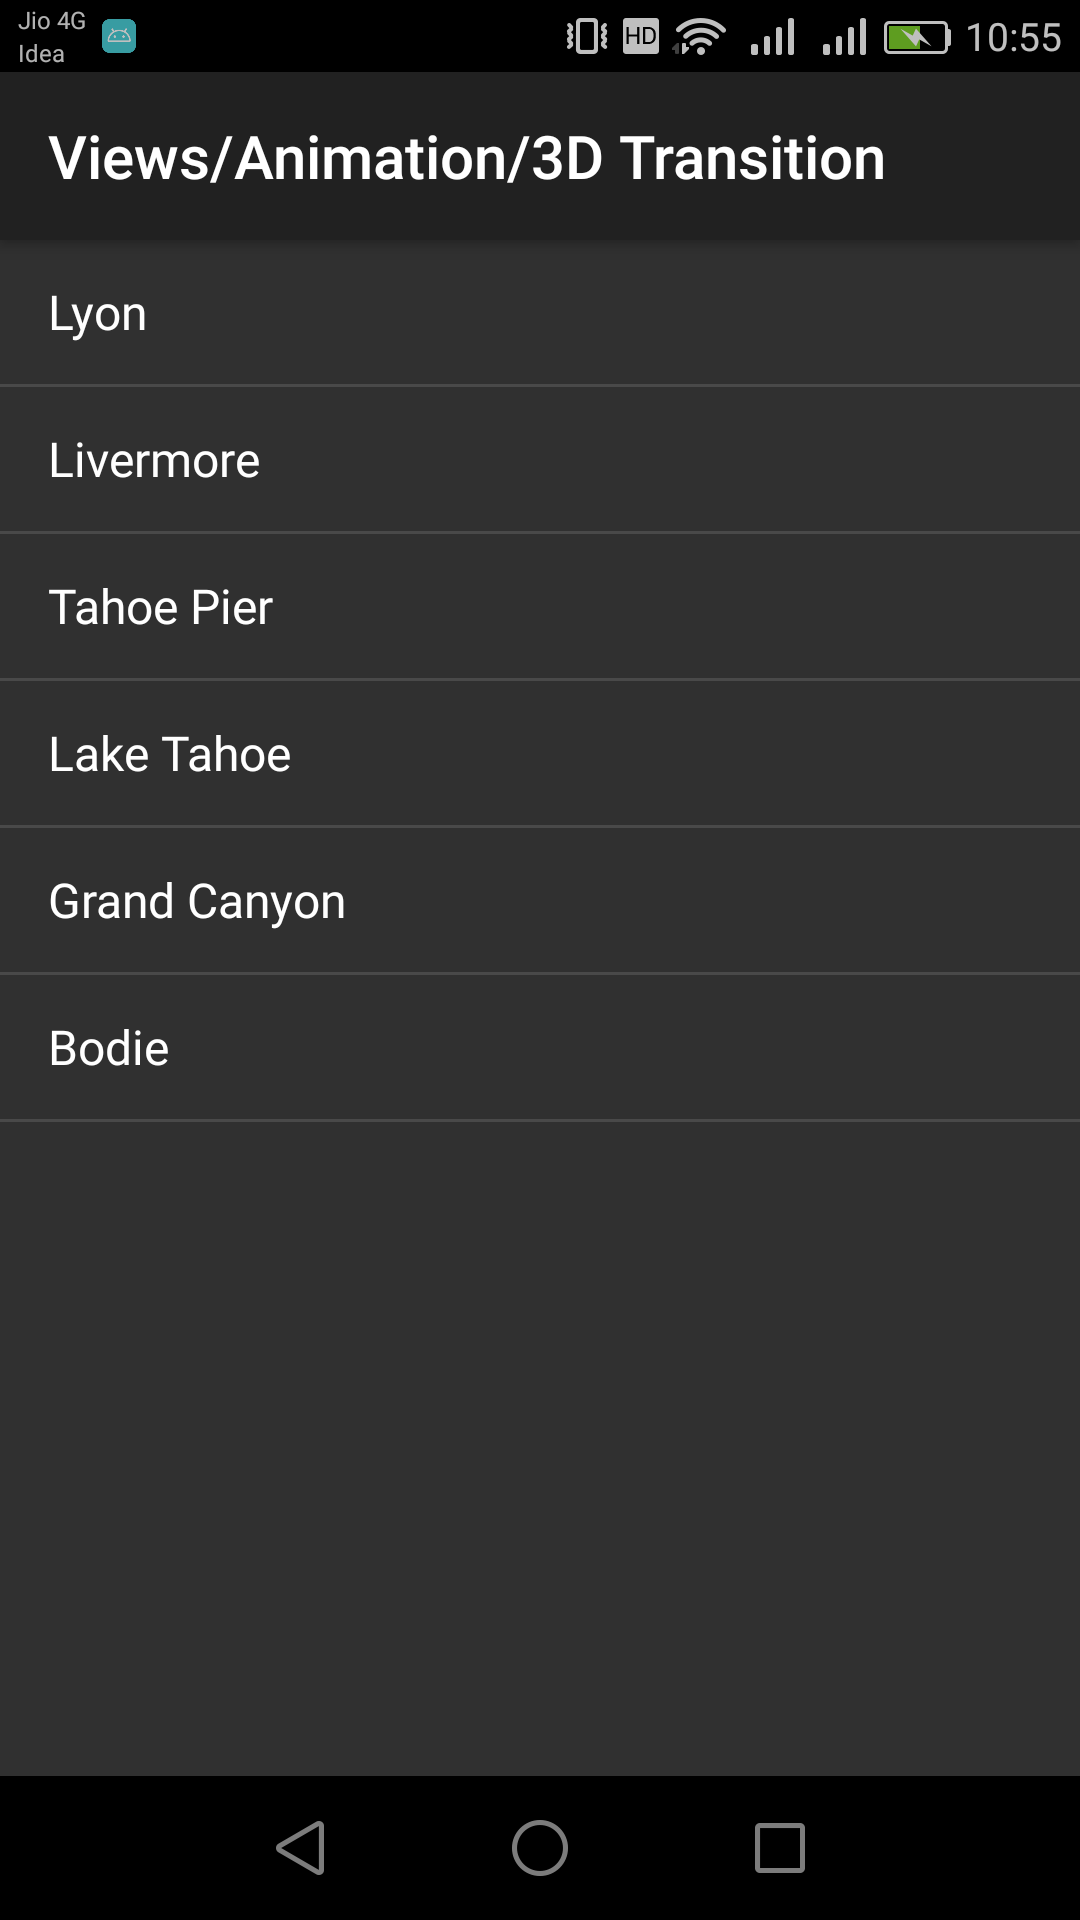 Jio 4G
Idea
HD
10:55
Views/Animation/3D Transition
Lyon
Livermore
Tahoe Pier
Lake Tahoe
Grand Canyon
Bodie